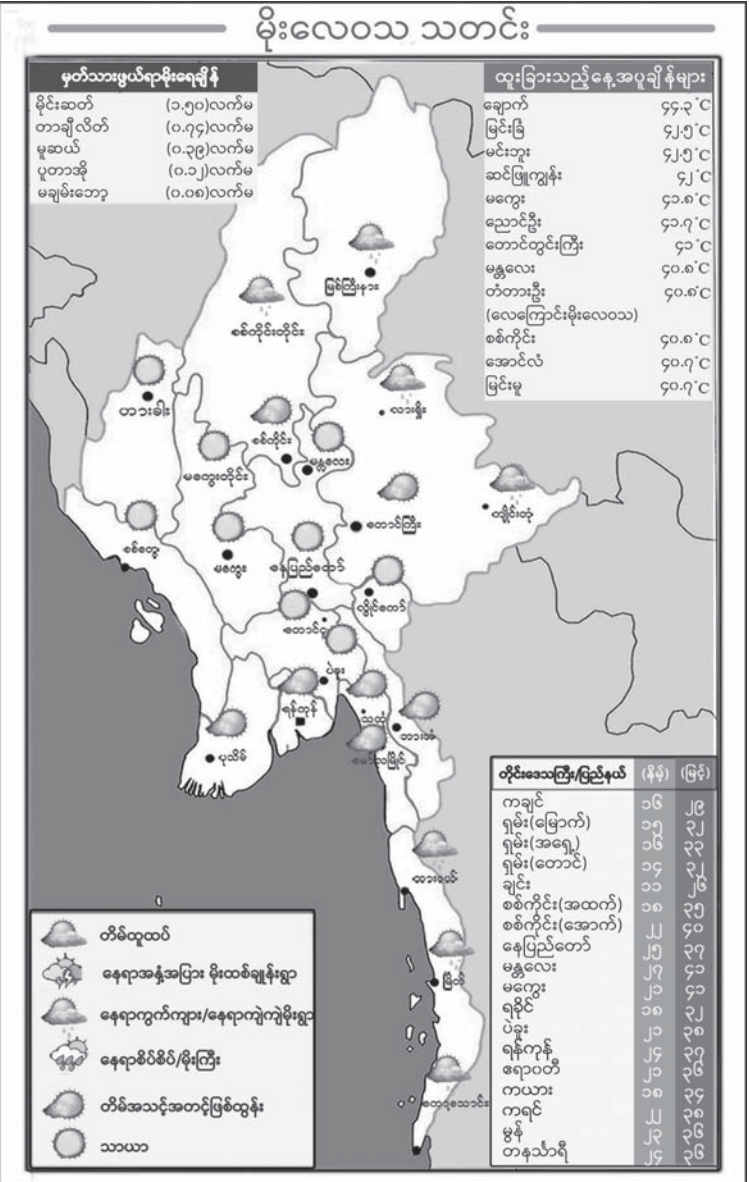 မိုးလေဝသ သတင်း
မှတ်သားဖွယ်ရာမိုးရေချိန်
မိုင်းဆတ် (၁.၅၀)လက်မ
တာချီလိတ် (၀.၇၄)လက်မ
မူဆယ် (၀.၃၉)လက်မ
ပူတာအို (၀.၁၂)လက်မ
မချမ်းဘော့ (၀.၀၈)လက်မ
ထူးခြားသည့်နေ့အပူချိန်များ
ချောက် ၄၄.၃°C
မြင်းခြံ ၄၂.၅°C
မင်းဘူး ၄၂.၅°C
ဆင်ဖြူကျွန်း ၄၂°C
မကွေး ၄၁.၈°C
ညောင်ဦး ၄၁.၇°C
တောင်တွင်းကြီး ၄၁°C
မန္တလေး ၄၀.၈°C
တံတားဦး ၄၀.၈°C
(လေကြောင်းမိုးလေဝသ)
စစ်ကိုင်း ၄၀.၈°C
အောင်လံ ၄၀.၇°C
မြင်းမူ ၄၀.၇°C
မြစ်ကြီးနား
စစ်ကိုင်းတိုင်း
ဟားခါး
လားရှိုး
စစ်ကိုင်း
မန္တလေး
မကွေးတိုင်း
ကျိုင်းတုံ
တောင်ကြီး
စစ်တွေ
မကွေး
နေပြည်တော်
လွိုင်ကော်
တောင်ငူ
ပဲခူး
ရန်ကုန်
သထုံ
ဘားအံ
မော်လမြိုင်
ပုသိမ်
ထားဝယ်
မြိတ်
ကော့သောင်း
တိုင်းဒေသကြီး/ပြည်နယ် (နိမ့်) (မြင့်)
ကချင် ၁၆ ၂၉
ရှမ်း(မြောက်) ၁၅ ၃၂
ရှမ်း(အရှေ့) ၁၆ ၃၃
ရှမ်း(တောင်) ၁၄ ၃၂
ချင်း ၁၁ ၂၆
စစ်ကိုင်း(အထက်) ၁၈ ၃၅
စစ်ကိုင်း(အောက်) ၂၂ ၄၀
နေပြည်တော် ၂၅ ၃၇
မန္တလေး ၂၇ ၄၁
မကွေး ၂၁ ၄၁
ရခိုင် ၁၈ ၃၂
ပဲခူး ၂၁ ၃၈
ရန်ကုန် ၂၄ ၃၇
ဧရာဝတီ ၂၁ ၃၆
ကယား ၁၈ ၃၄
ကရင် ၂၂ ၃၈
မွန် ၂၃ ၃၆
တနင်္သာရီ ၂၄ ၃၆
တိမ်ထူထပ်
နေရာအနှံ့အပြား မိုးထစ်ချုန်းရွာ
နေရာကွက်ကျား/နေရာကျဲကျဲမိုးရွာ
နေရာစိပ်စိပ်/မိုးကြီး
တိမ်အသင့်အတင့်ဖြစ်ထွန်း
သာယာ